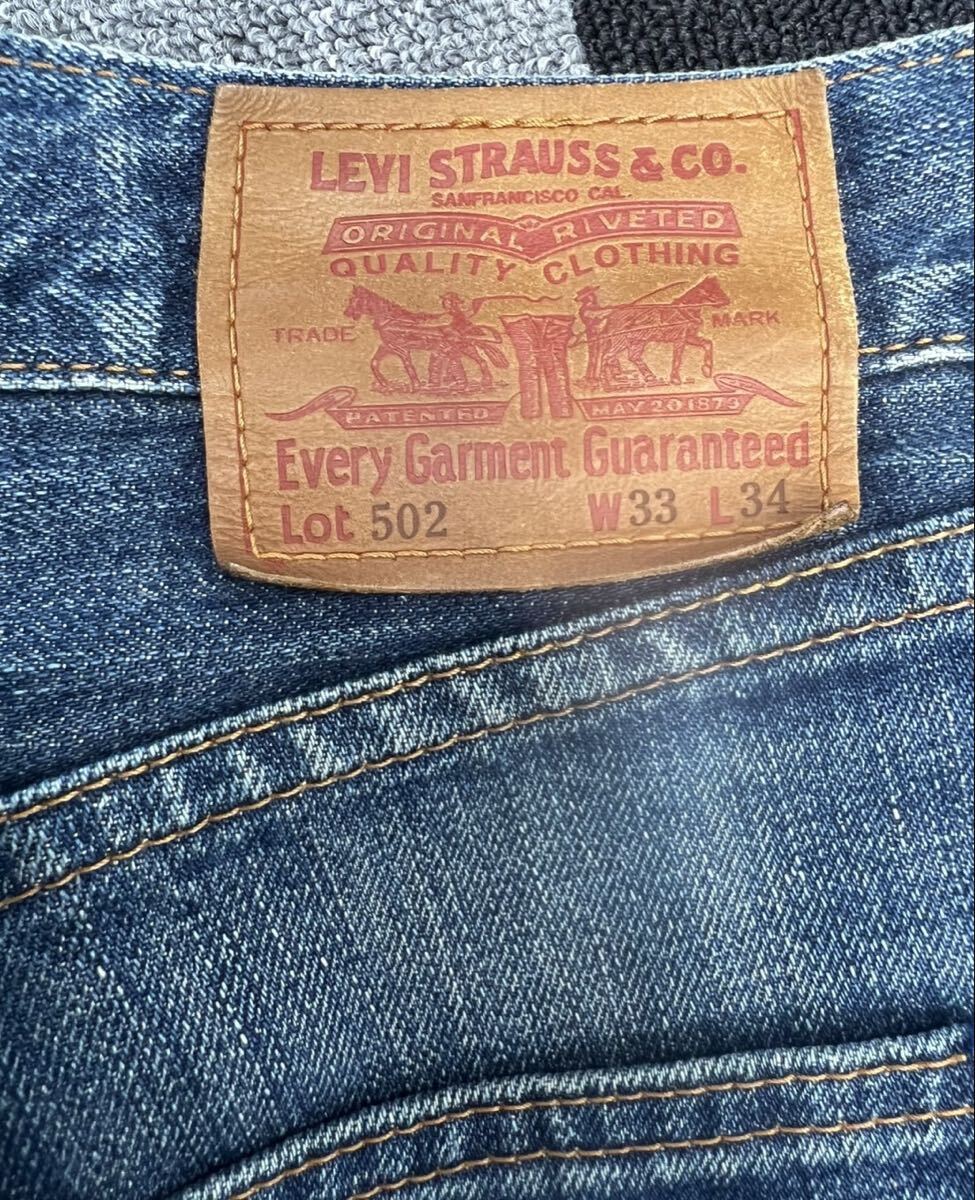 LEVI STRAUSS & CO.
SANFRANCISCO CAL.
ORIGINAL RIVETED
QUALITY CLOTHING
TRADE MARK
PATENTED MAY 20 1873
Every Garment Guaranteed
Lot 502 W33 L34